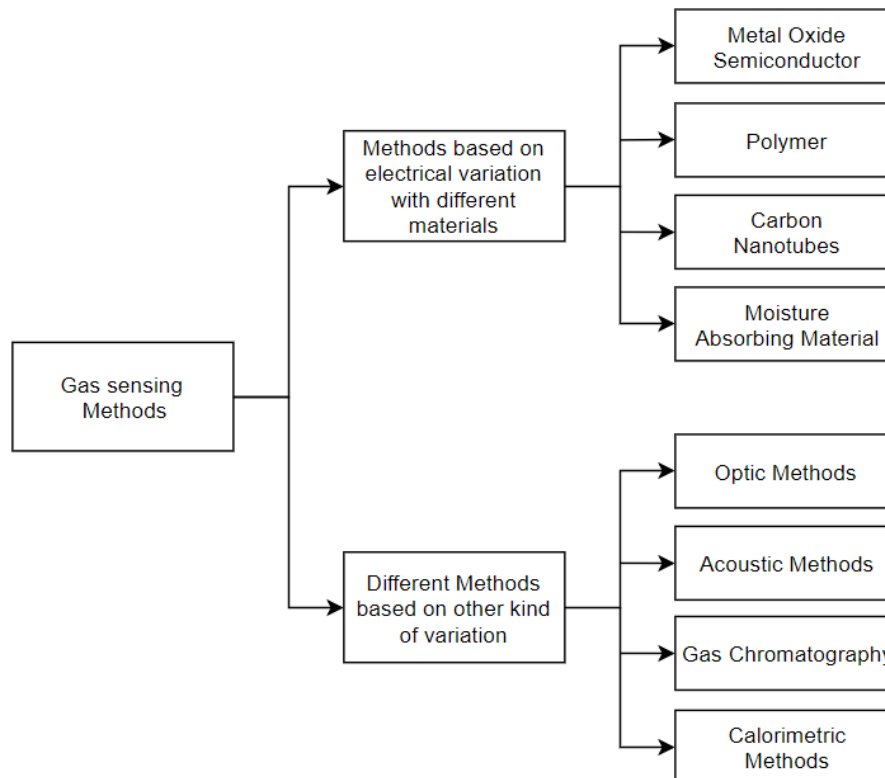 Metal Oxide
Semiconductor
Methods based on
electrical variation
with different
materials
Polymer
Carbon
Nanotubes
Moisture
Absorbing Material
Gas sensing
Methods
Optic Methods
Different Methods
based on other kind
of variation
Acoustic Methods
Gas Chromatography
Calorimetric
Methods